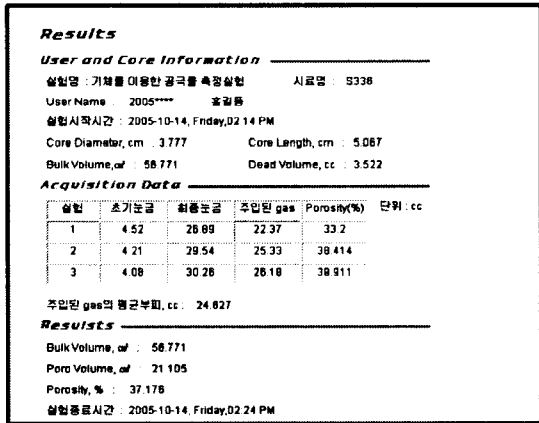 Results
User and Core Information
실험명 : 기체를 이용한 공극률 측정실험 시료명 : S336
User Name : 2005**** 홍길동
실험시작시간 : 2005-10-14, Friday,02:14 PM
Core Diameter, cm : 3.777 Core Length, cm : 5.067
Bulk Volume, ㎤ : 56.771 Dead Volume, cc : 3.522
Acquisition Data
실험 초기눈금 최종눈금 주입된 gas Porosity(%) 단위 : cc
1 4.52 26.89 22.37 33.2
2 4.21 29.54 25.33 38.414
3 4.08 30.26 26.18 39.911
주입된 gas의 평균부피, cc : 24.627
Resulsts
Bulk Volume, ㎤ : 56.771
Pore Volume, ㎤ : 21.105
Porosity, % : 37.176
실험종료시간 : 2005-10-14, Friday,02:24 PM